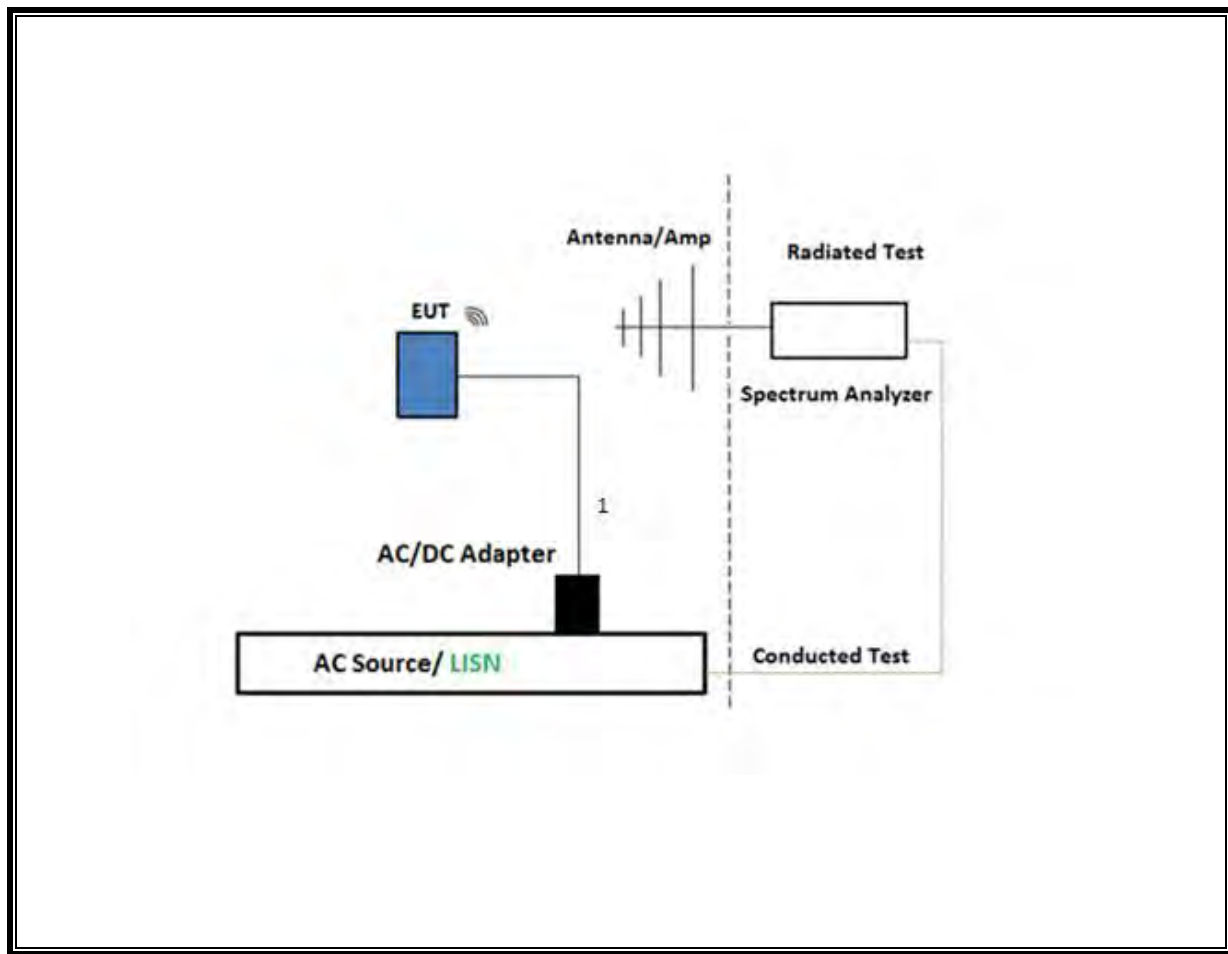 Antenna/Amp
Radiated Test
EUT
Spectrum Analyzer
1
AC/DC Adapter
AC Source/ LISN
Conducted Test